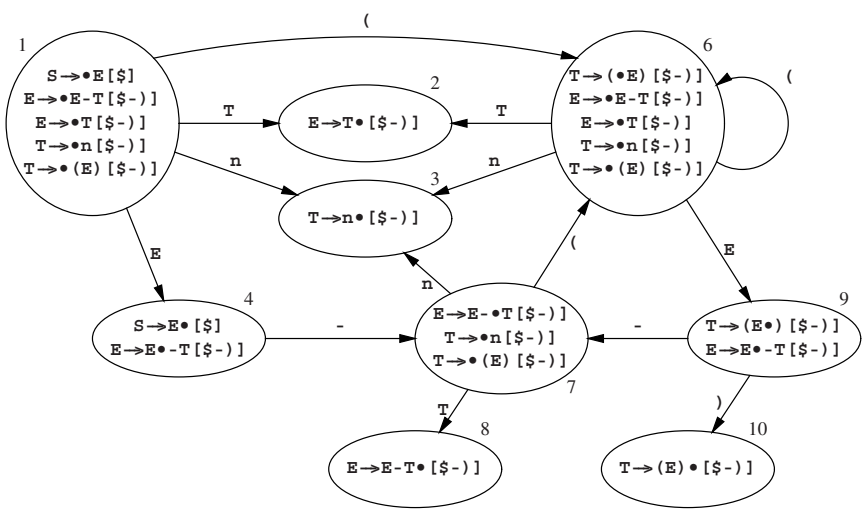 (
1
S→•E[$]
E→•E-T[$-)]
E→•T[$-)]
T→•n[$-)]
T→•(E)[$-)]
T
n
E
2
E→T•[$-)]
3
T→n•[$-)]
T
n
6
T→(•E)[$-)]
E→•E-T[$-)]
E→•T[$-)]
T→•n[$-)]
T→•(E)[$-)]
(
(
E
n
4
S→E•[$]
E→E•-T[$-)]
-
E→E-•T[$-)]
T→•n[$-)]
T→•(E)[$-)]
7
-
9
T→(E•)[$-)]
E→E•-T[$-)]
T
)
8
E→E-T•[$-)]
10
T→(E)•[$-)]